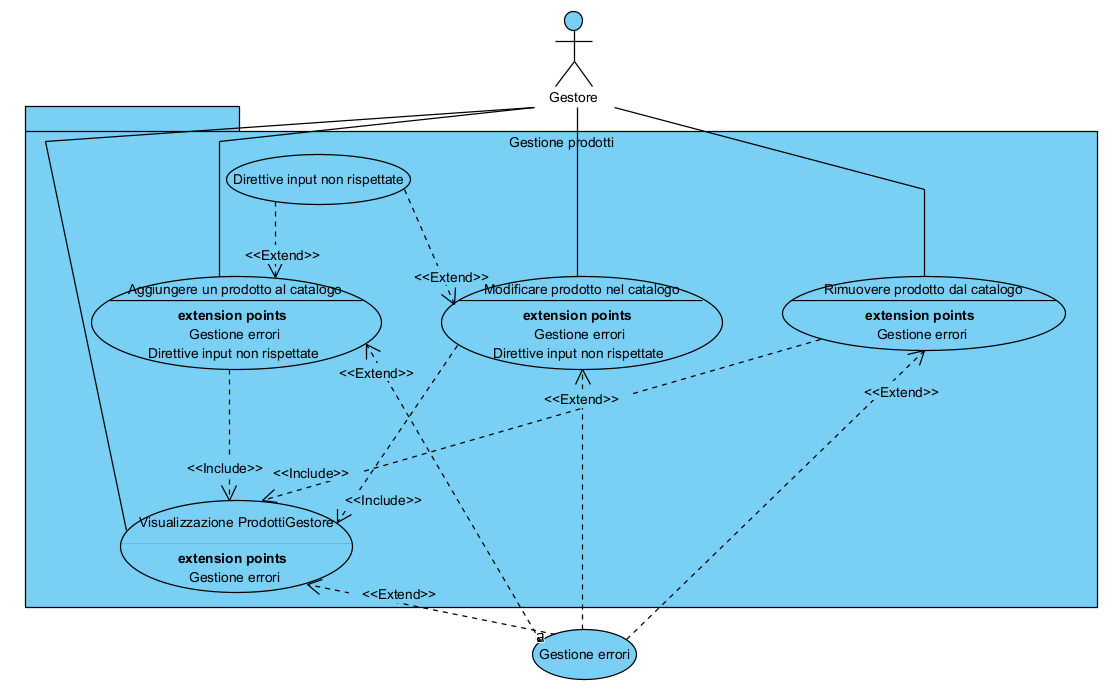 Gestore
Gestione prodotti
Direttive input non rispettate
<<Extend>>
<<Extend>>
Aggiungere un prodotto al catalogo
extension points
Gestione errori
Direttive input non rispettate
Modificare prodotto nel catalogo
extension points
Gestione errori
Direttive input non rispettate
Rimuovere prodotto dal catalogo
extension points
Gestione errori
<<Extend>>
<<Extend>>
<<Extend>>
<<Include>>
<<Include>>
<<Include>>
Visualizzazione ProdottiGestore
extension points
Gestione errori
<<Extend>>
a
Gestione errori